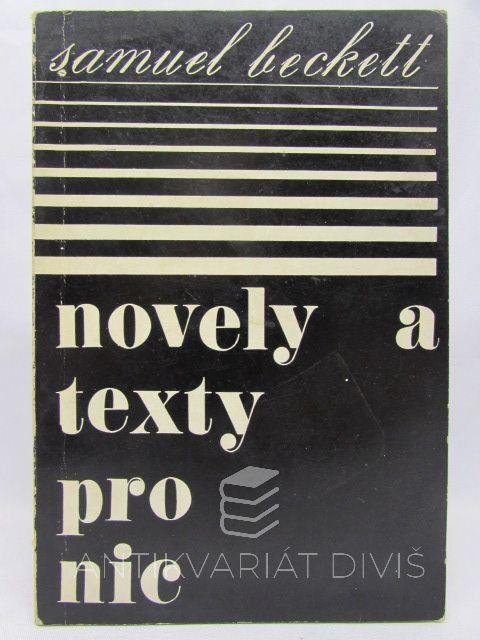 samuel beckett
novely a
texty
pro
nic
ANTIKVARIÁT DIVIŠ